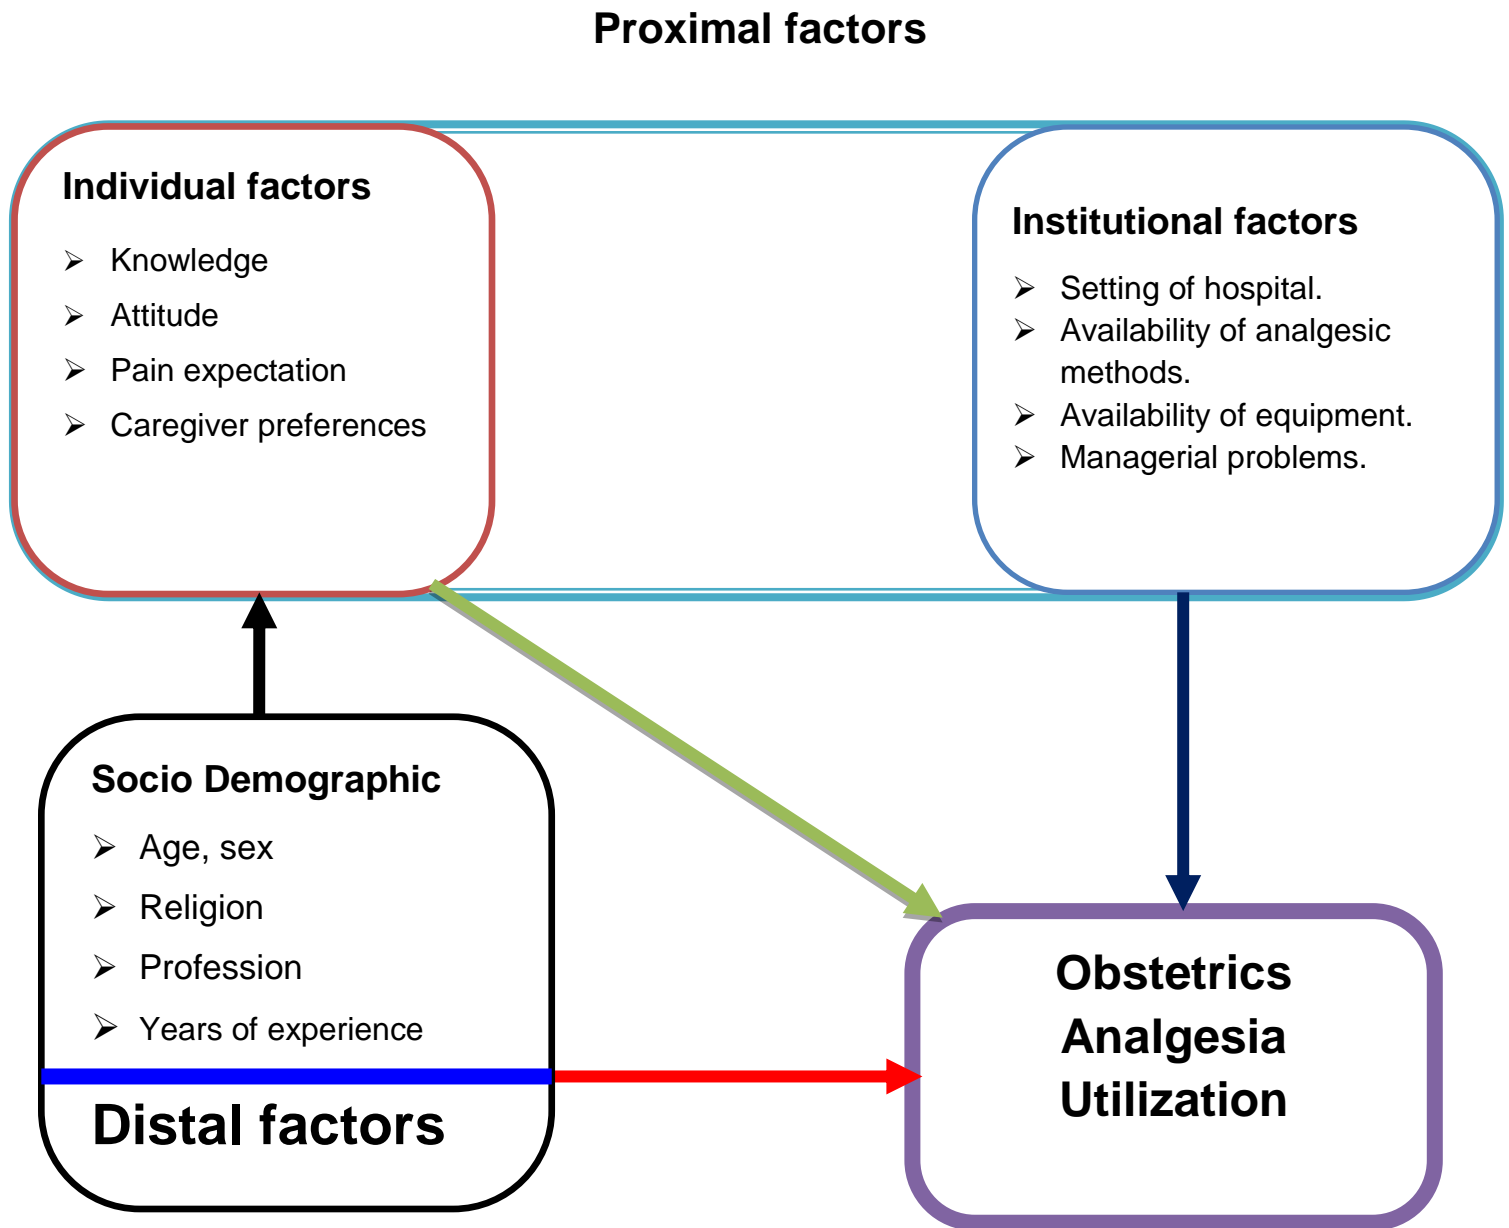 Proximal factors
Individual factors
➢ Knowledge
➢ Attitude
➢ Pain expectation
➢ Caregiver preferences
Institutional factors
➢ Setting of hospital.
➢ Availability of analgesic
methods.
➢ Availability of equipment.
➢ Managerial problems.
Socio Demographic
➢ Age, sex
➢ Religion
➢ Profession
➢ Years of experience
Distal factors
Obstetrics
Analgesia
Utilization